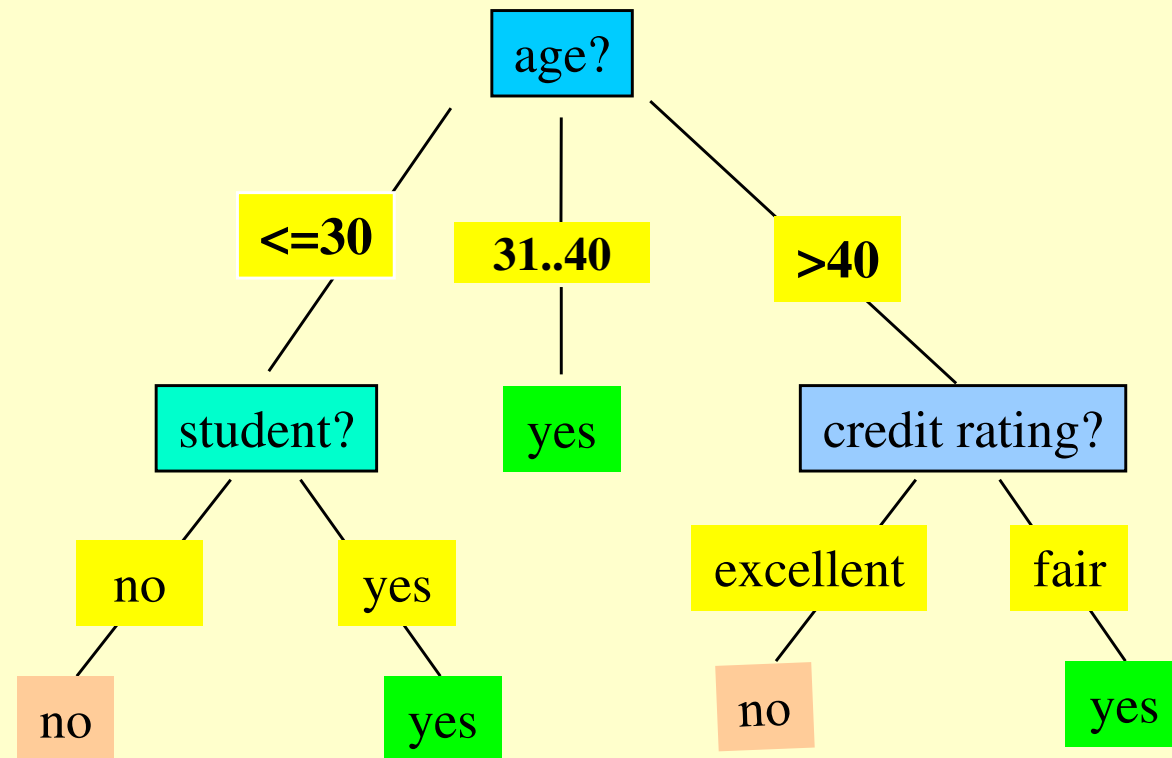 age?
<=30
31..40
>40
student?
yes
credit rating?
no
yes
excellent
fair
no
yes
no
yes